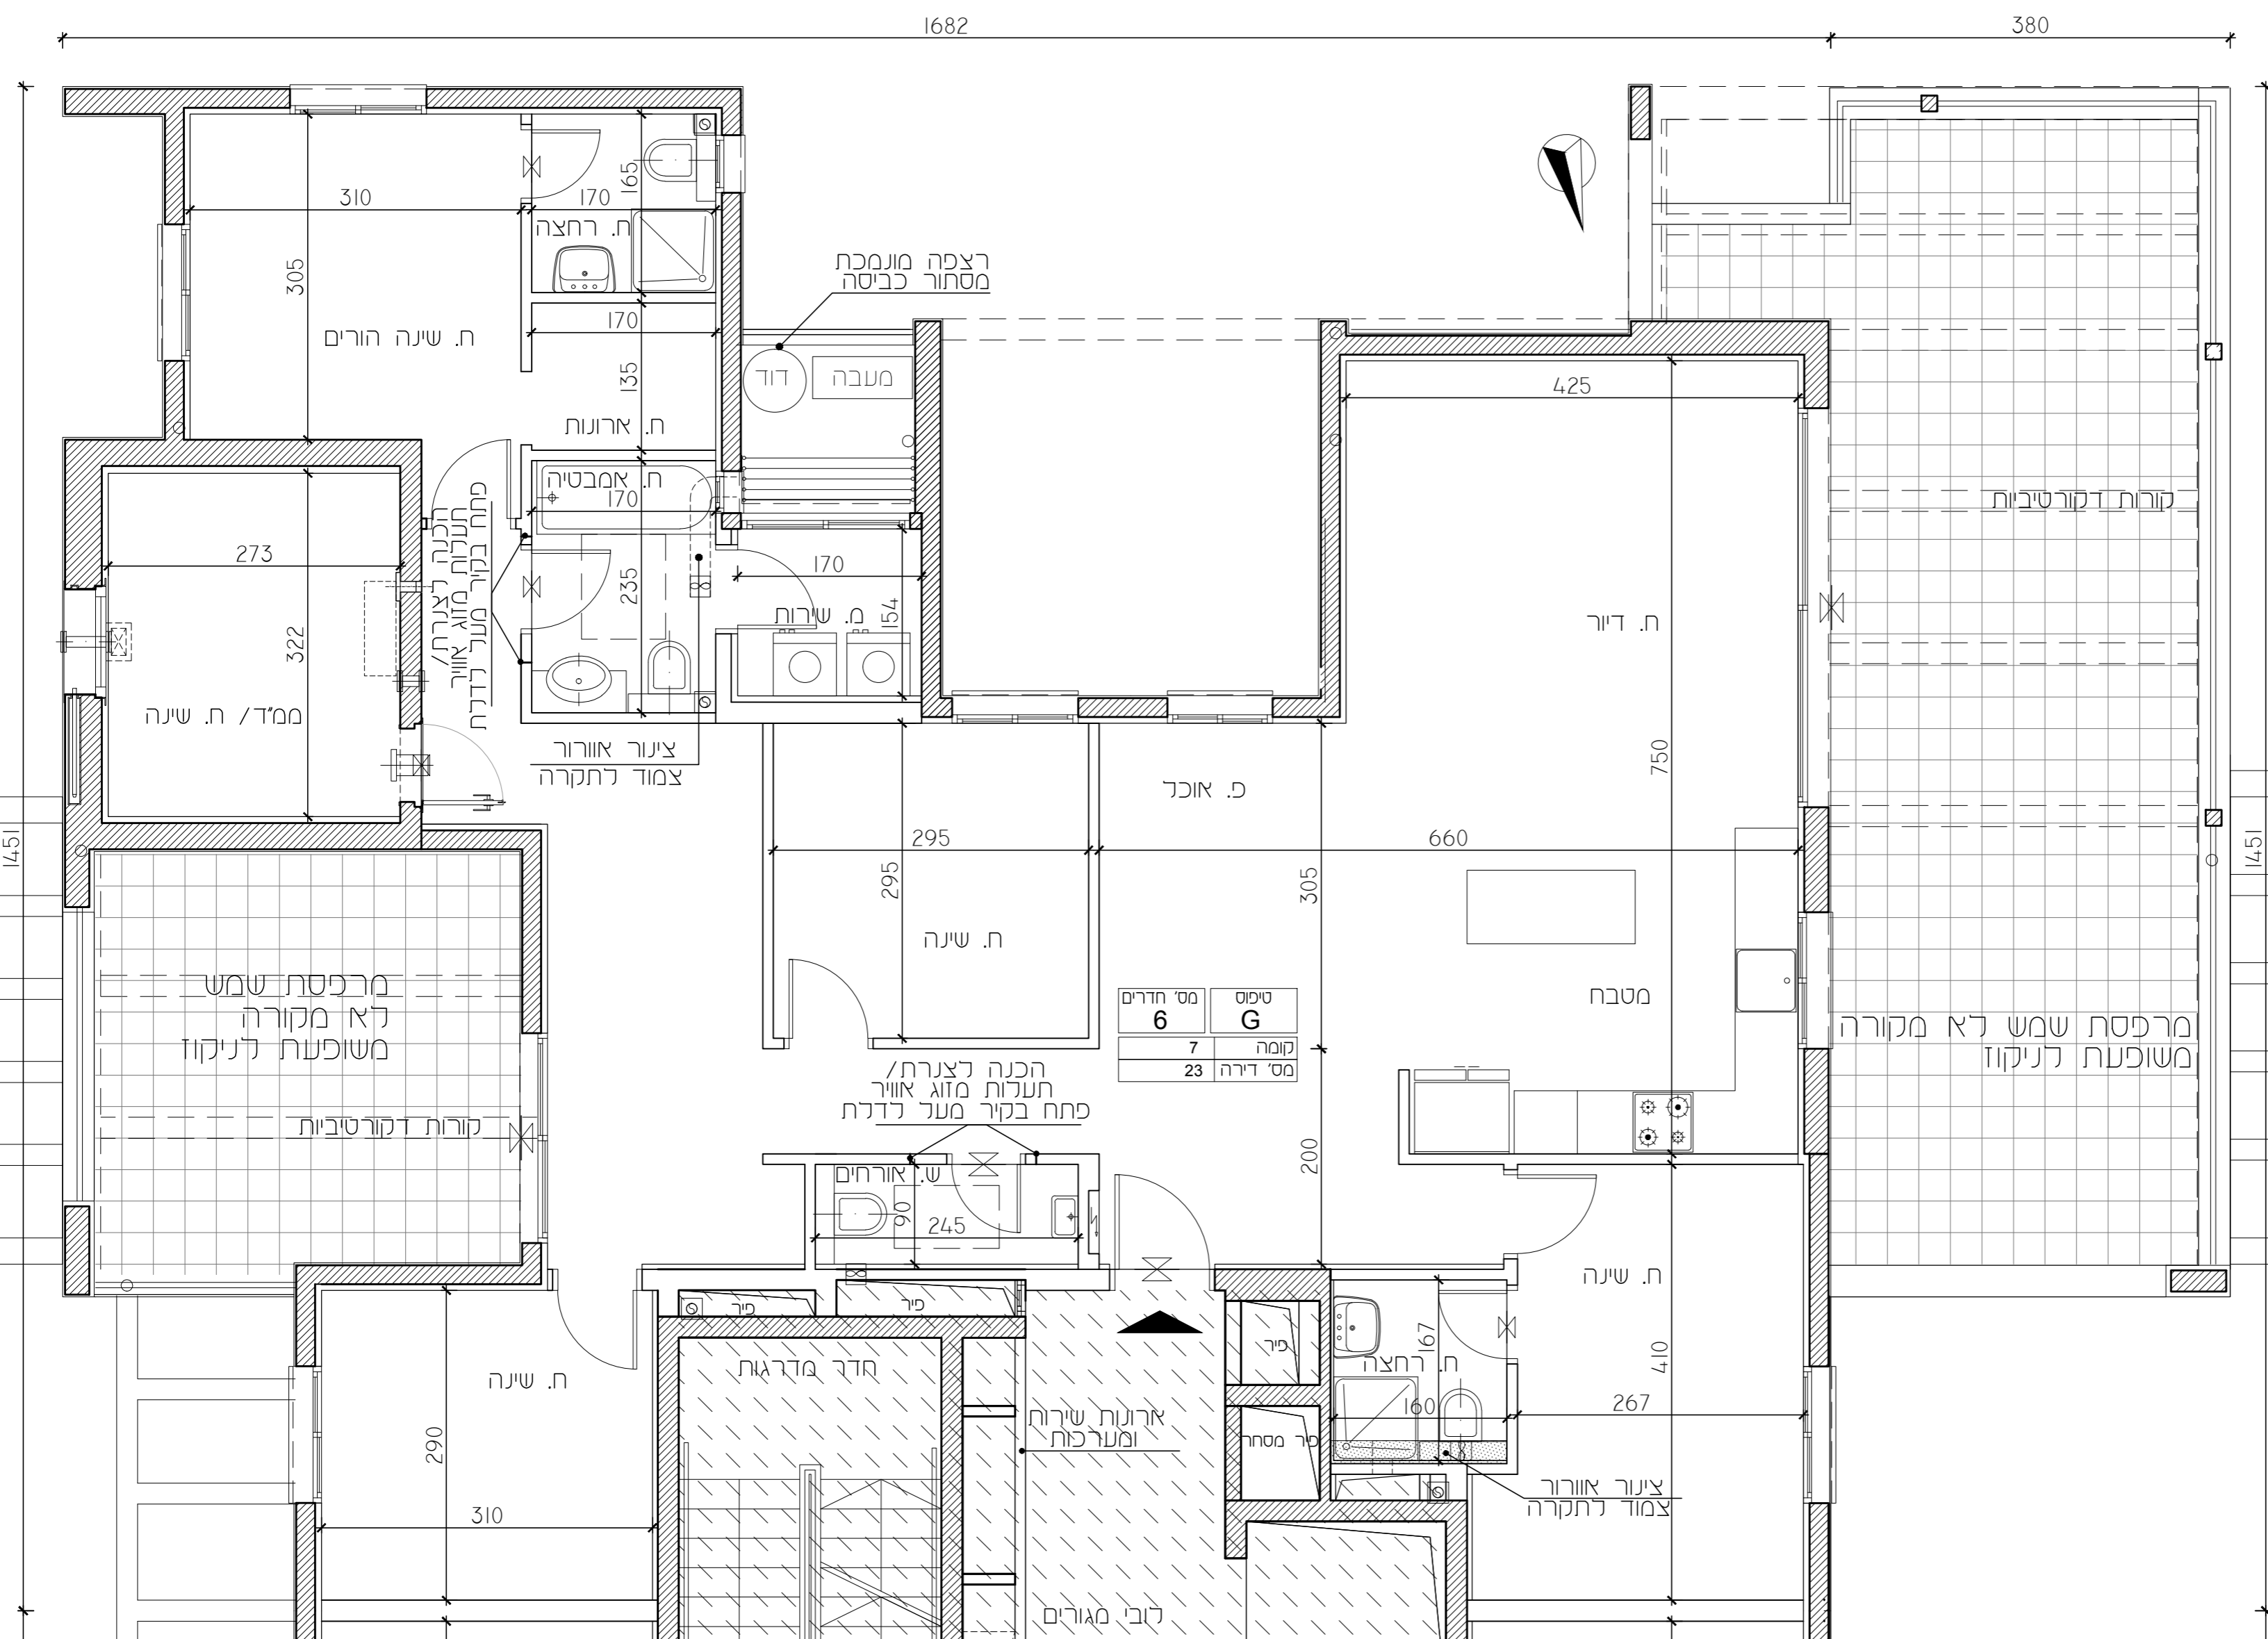 1682
380
310
170
165
ח. רחצה
305
ח. שינה הורים
170
135
ח. ארונות
רצפה מונמכת
מסתור כביסה
דוד
מעבה
425
קורות דקורטיביות
ח. אמבטיה
170
235
הכנה לצנרת/
תעלות מזוג אוויר
פתח בקיר מעל לדלת
273
322
ממ"ד/ ח. שינה
170
154
מ. שירות
צינור אוורור
צמוד לתקרה
ח. דיור
750
פ. אוכל
1451
1451
295
660
295
305
ח. שינה
מטבח
מרפסת שמש
לא מקורה
משופעת לניקוז
קורות דקורטיביות
טיפוס מס' חדרים
G 6
קומה 7
מס' דירה 23
מרפסת שמש לא מקורה
משופעת לניקוז
הכנה לצנרת/
תעלות מזוג אוויר
פתח בקיר מעל לדלת
200
ש. אורחים
90
245
ח. שינה
פיר
פיר
פיר
167
ח. רחצה
160
410
267
ח. שינה
290
310
חדר מדרגות
ארונות שירות
ומערכות
פיר מסחר
צינור אוורור
צמוד לתקרה
לובי מגורים